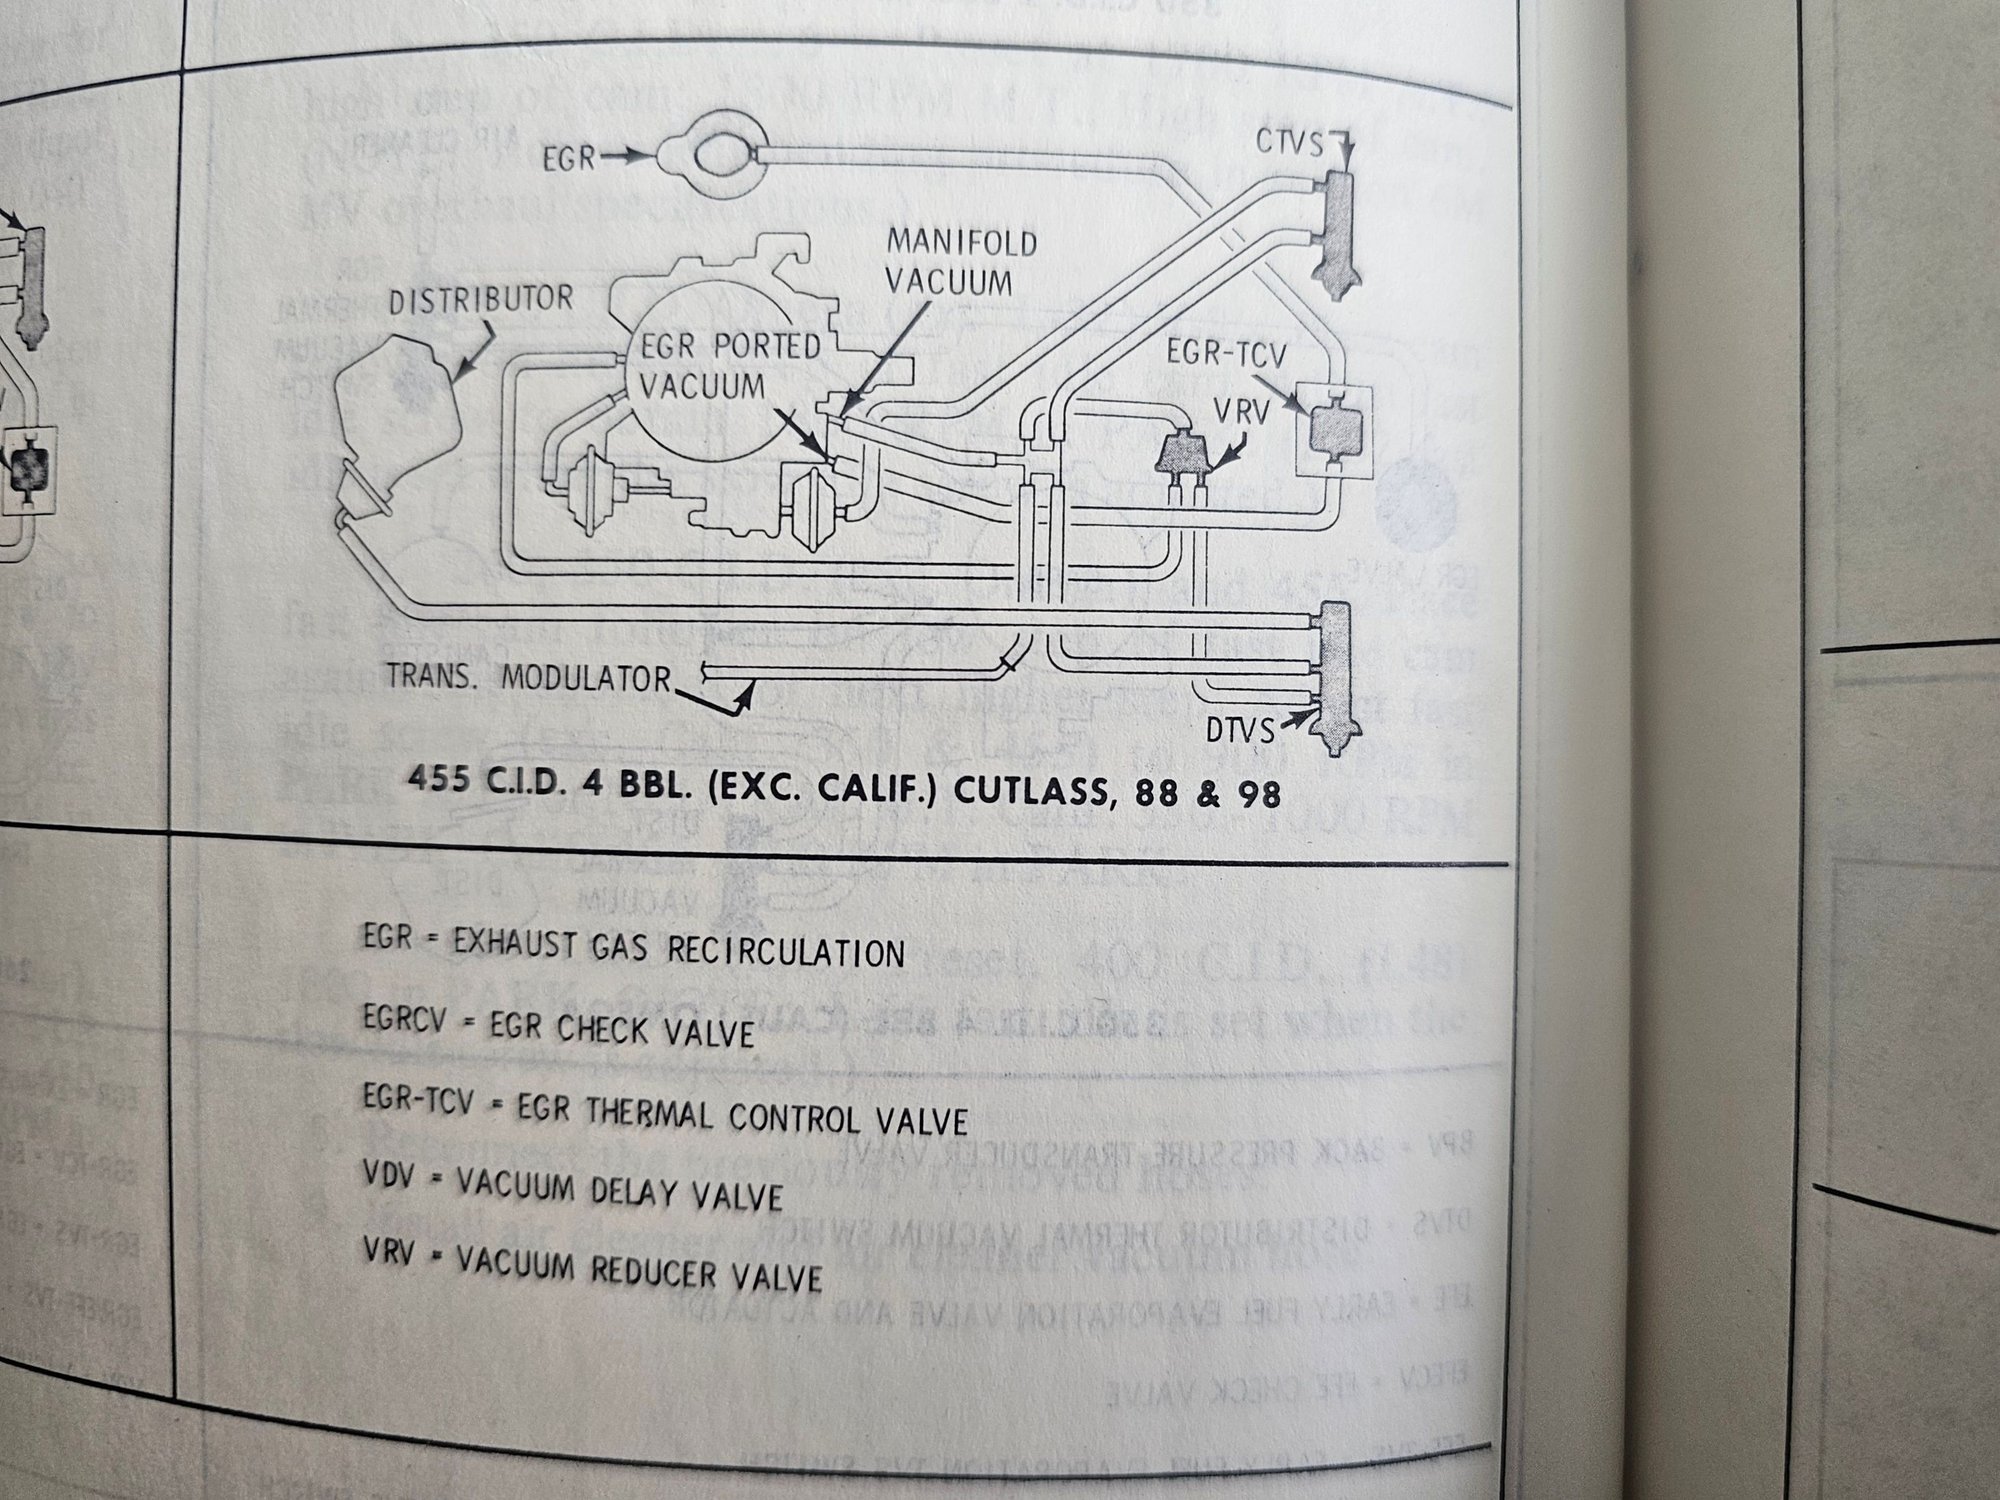 EGR
CTVS
MANIFOLD
VACUUM
DISTRIBUTOR
EGR PORTED
VACUUM
EGR-TCV
VRV
TRANS. MODULATOR
DTVS
455 C.I.D. 4 BBL. (EXC. CALIF.) CUTLASS, 88 & 98
EGR = EXHAUST GAS RECIRCULATION
EGRCV = EGR CHECK VALVE
EGR-TCV = EGR THERMAL CONTROL VALVE
VDV = VACUUM DELAY VALVE
VRV = VACUUM REDUCER VALVE